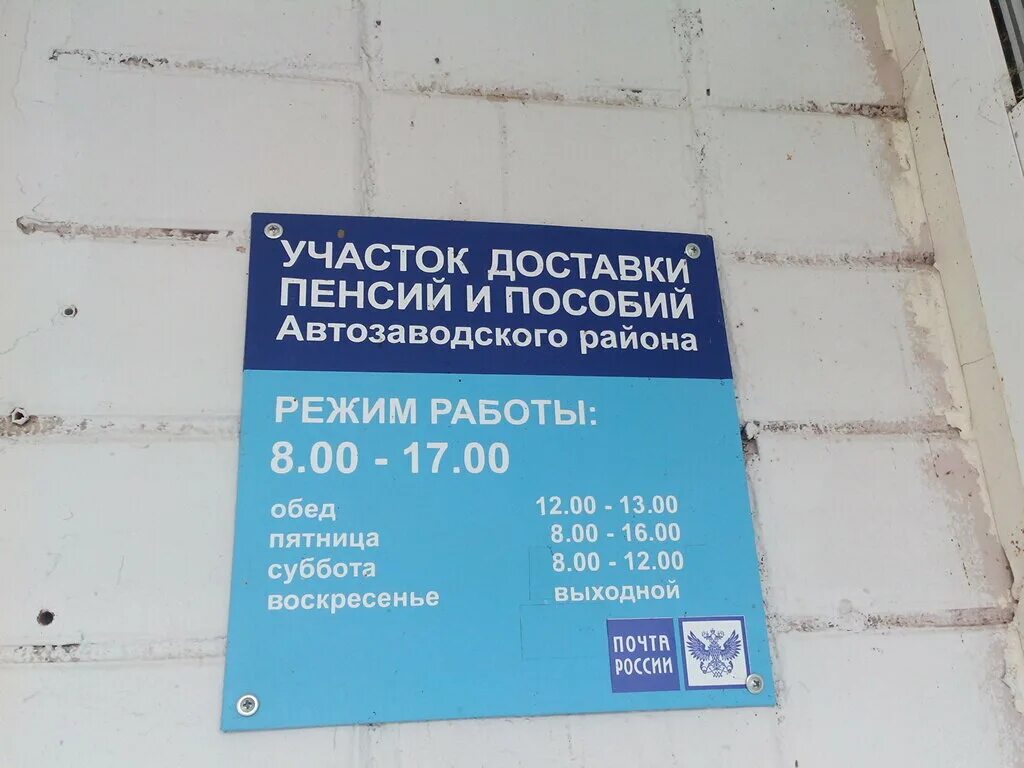 УЧАСТОК ДОСТАВКИ
ПЕНСИЙ И ПОСОБИЙ
Автозаводского района
РЕЖИМ РАБОТЫ:
8.00 - 17.00
обед 12.00 - 13.00
пятница 8.00 - 16.00
суббота 8.00 - 12.00
воскресенье выходной
ПОЧТА
РОССИИ